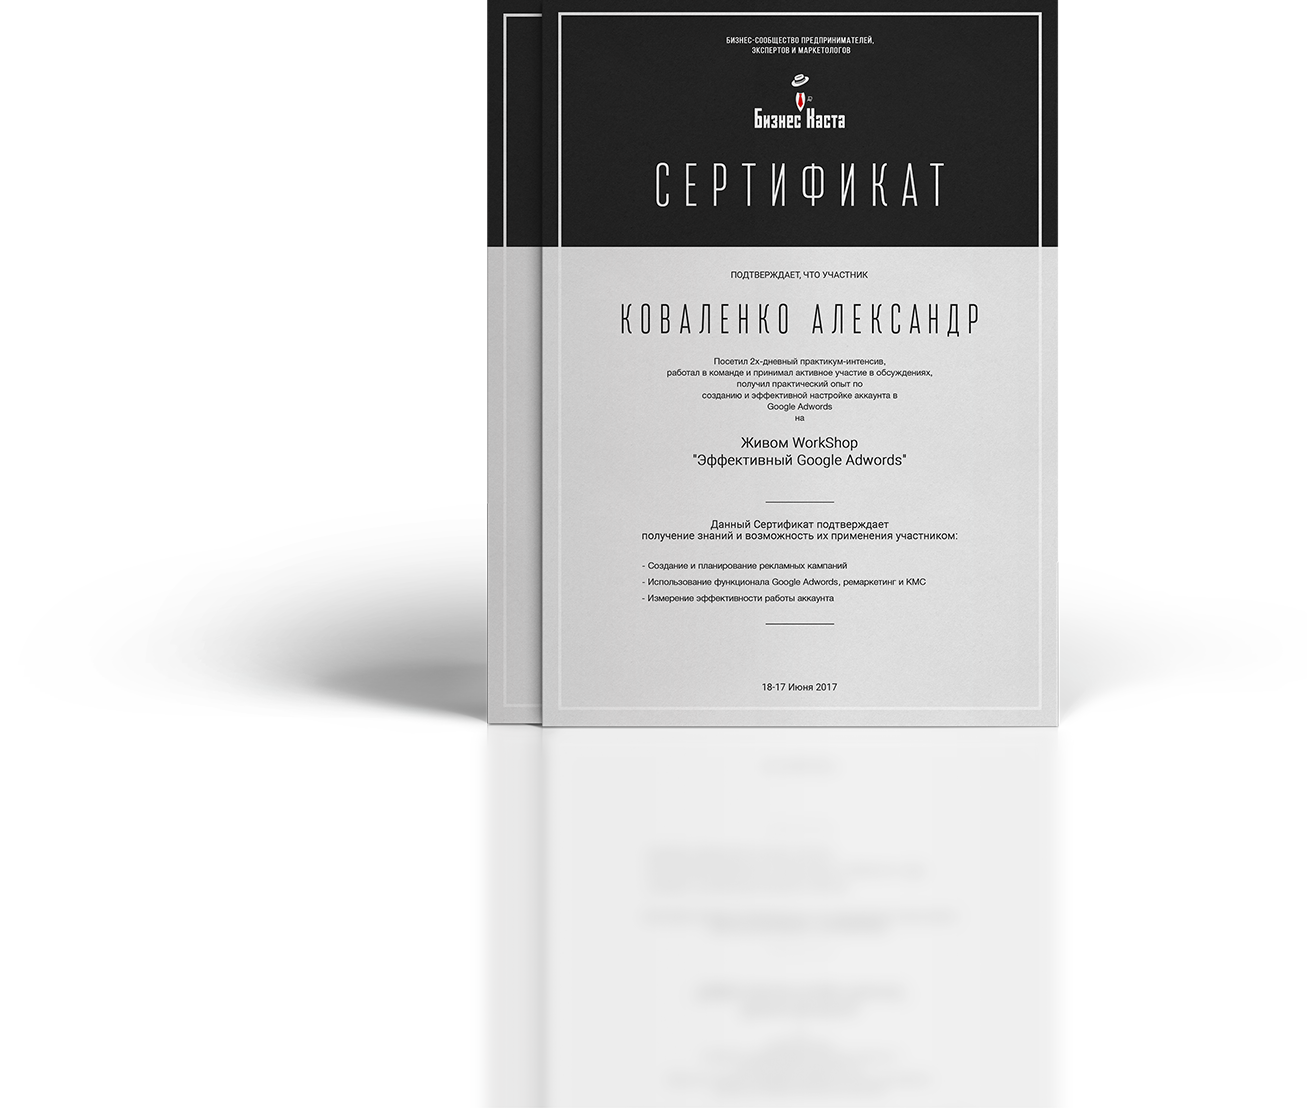 БИЗНЕС-СООБЩЕСТВО ПРЕДПРИНИМАТЕЛЕЙ,
ЭКСПЕРТОВ И МАРКЕТОЛОГОВ
Бизнес Каста
СЕРТИФИКАТ
ПОДТВЕРЖДАЕТ, ЧТО УЧАСТНИК
КОВАЛЕНКО АЛЕКСАНДР
Посетил 2х-дневный практикум-интенсив,
работал в команде и принимал активное участие в обсуждениях,
получил практический опыт по
созданию и эффективной настройке аккаунта в
Google Adwords
на
Живом WorkShop
"Эффективный Google Adwords"
Данный Сертификат подтверждает
получение знаний и возможность их применения участником:
- Создание и планирование рекламных кампаний
- Использование функционала Google Adwords, ремаркетинг и КМС
- Измерение эффективности работы аккаунта
18-17 Июня 2017